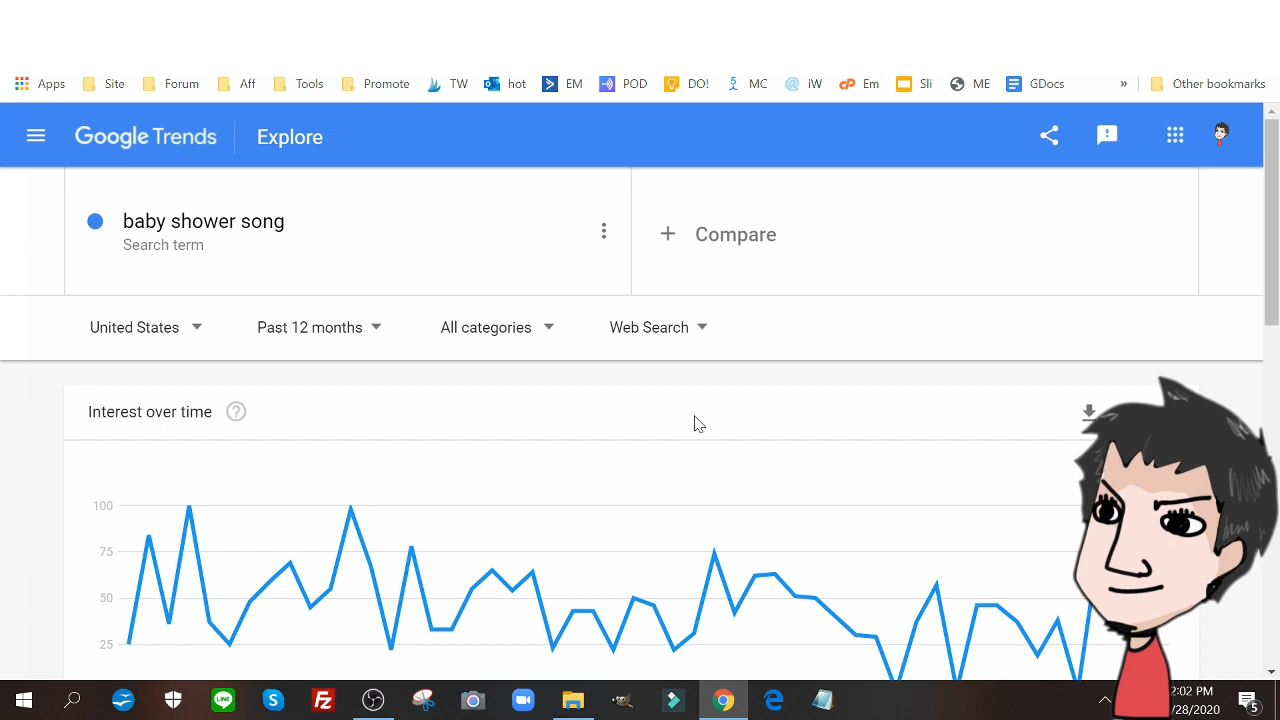 Apps Site Forum Aff Tools Promote TW hot EM POD DO! MC iW Em Sli ME GDocs » Other bookmarks
Google Trends Explore
baby shower song
Search term
+ Compare
United States Past 12 months All categories Web Search
Interest over time ?
100
75
50
25
2:02 PM
/28/2020
5